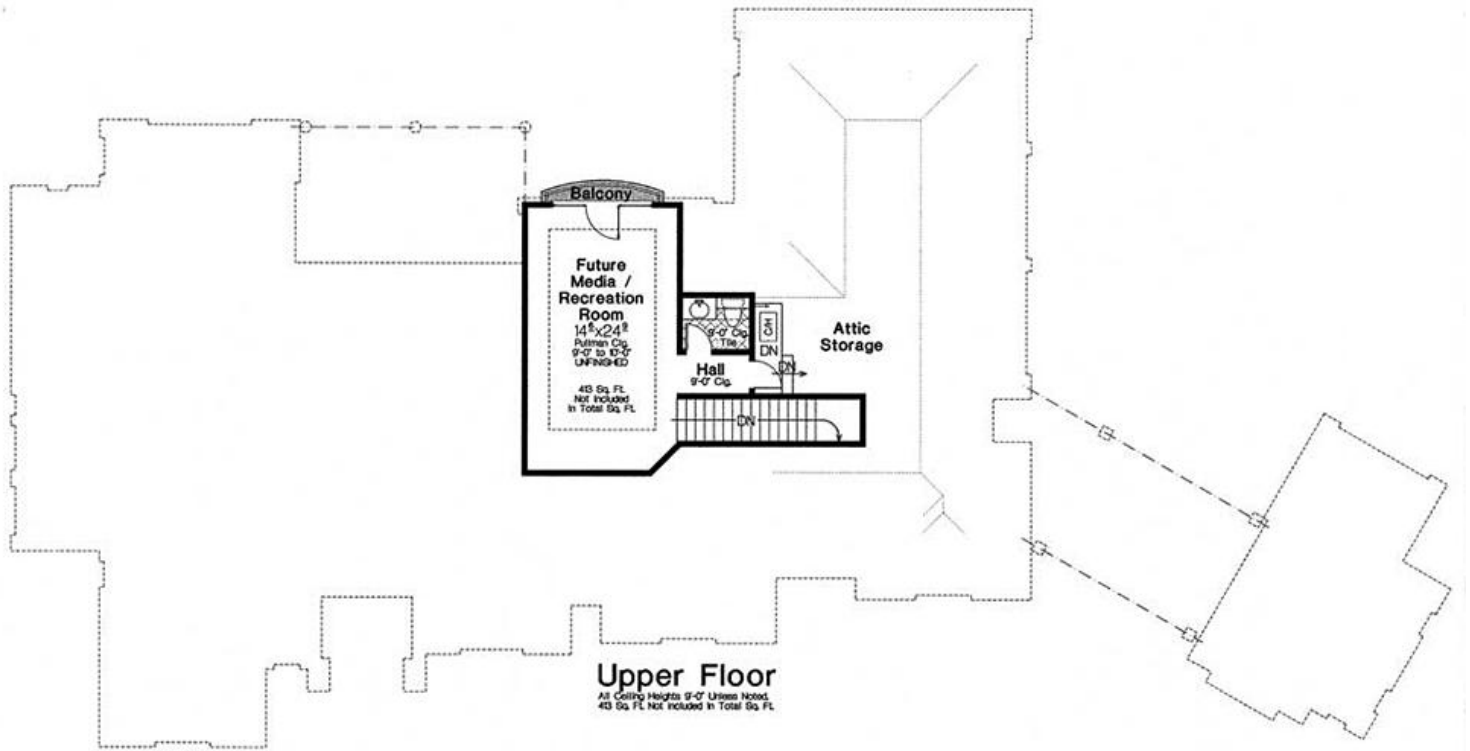 Balcony
Future
Media /
Recreation
Room
14⁸x24⁸
Pullman Clg.
9'-0" to 10'-0"
UNFINISHED
413 Sq. Ft.
Not Included
In Total Sq. Ft.
9'-0" Clg.
Tile
C/H
DN
DN
Attic
Storage
Hall
9'-0" Clg.
DN
Upper Floor
All Ceiling Heights 9'-0" Unless Noted.
413 Sq. Ft. Not Included In Total Sq. Ft.